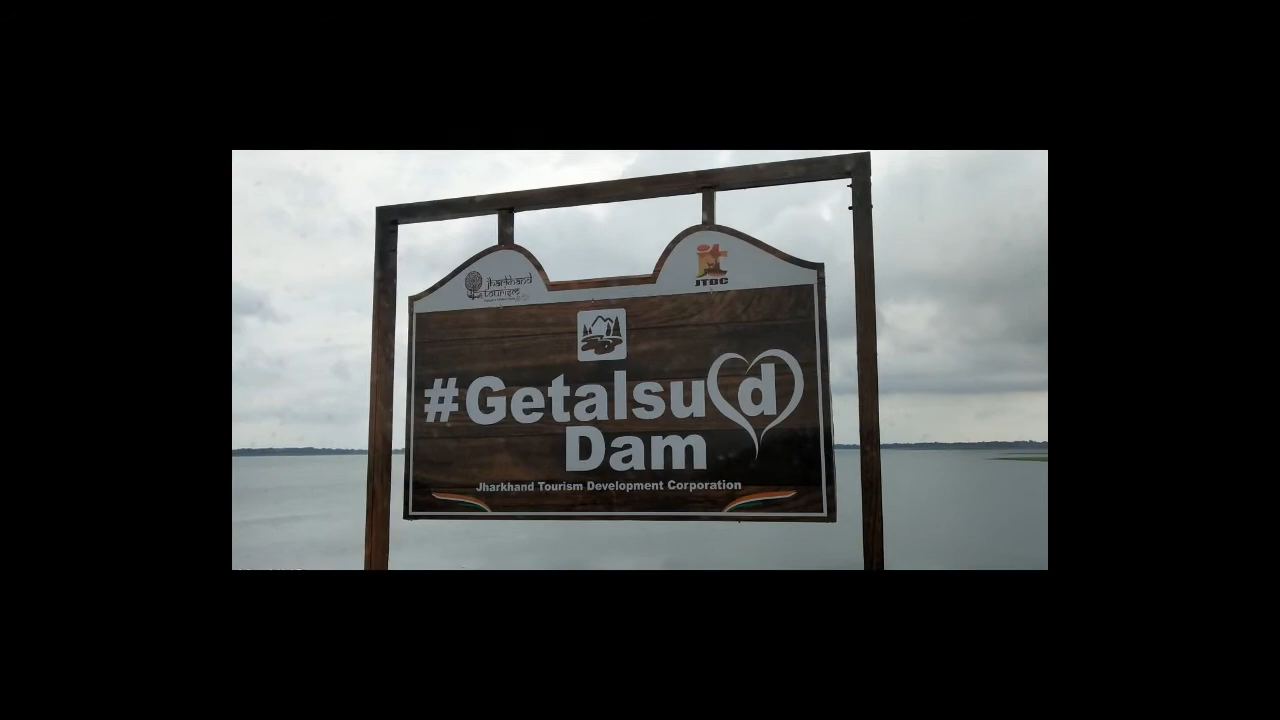 jharkhand
tourism
JTDC
#Getalsud
Dam
Jharkhand Tourism Development Corporation